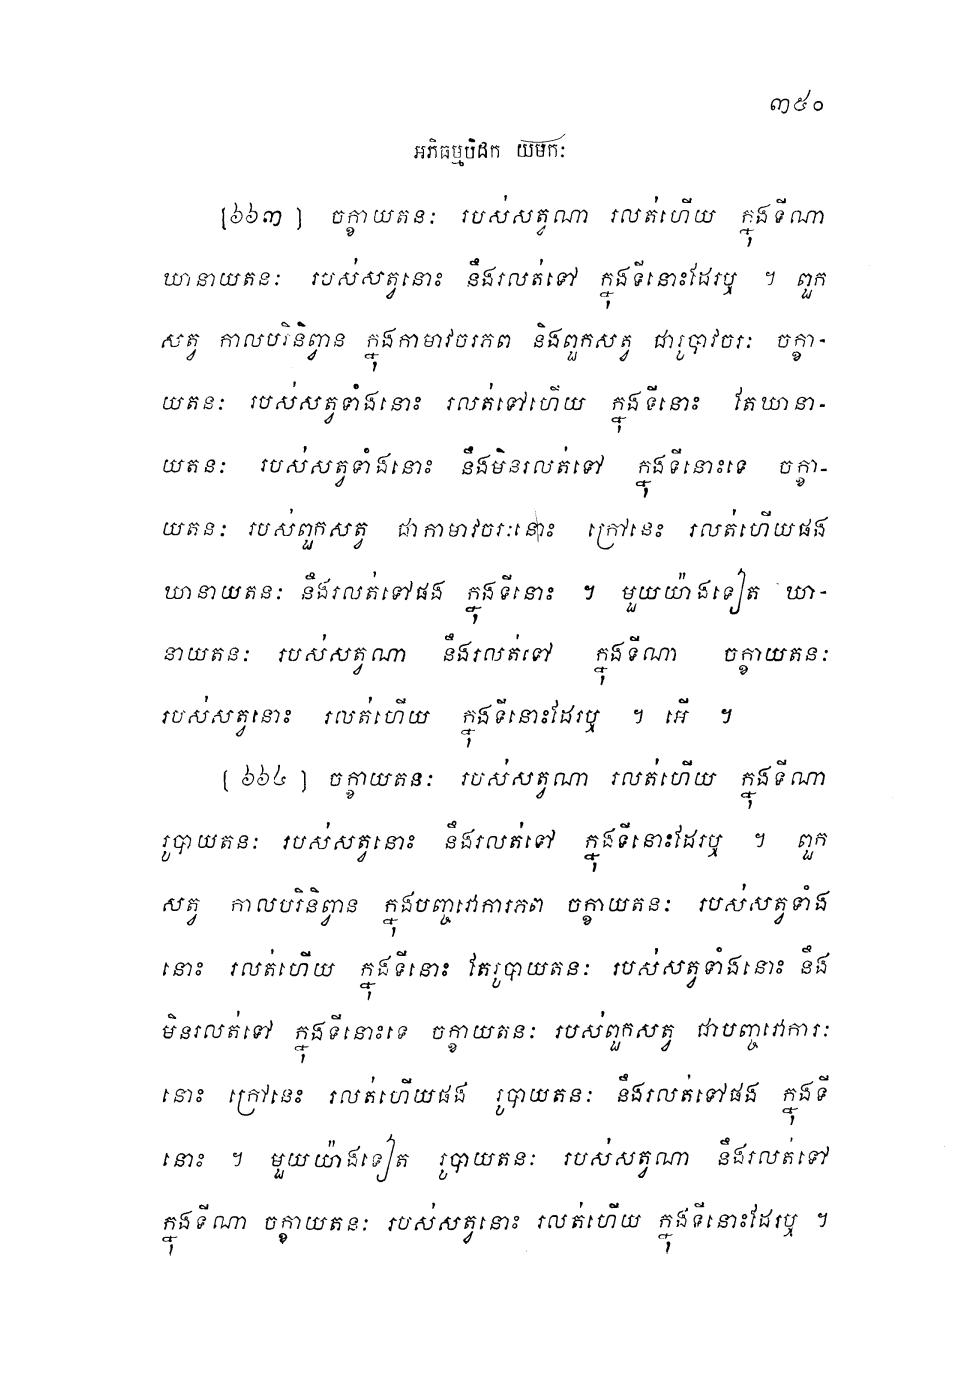 ៣៥០
អភិធម្មបិដក យមកៈ
[៦៦៣] ចក្ខាយតនៈ របស់សត្វណា រលត់ហើយ ក្នុងទីណា
ឃានាយតនៈ របស់សត្វនោះ នឹងរលត់ទៅ ក្នុងទីនោះដែរឬ ។ ពួក
សត្វ កាលបរិនិព្វាន ក្នុងកាមាវចរភព និងពួកសត្វ ជារូបាវចរៈ ចក្ខា-
យតនៈ របស់សត្វទាំងនោះ រលត់ទៅហើយ ក្នុងទីនោះ តែឃានា-
យតនៈ របស់សត្វទាំងនោះ នឹងមិនរលត់ទៅ ក្នុងទីនោះទេ ចក្ខា-
យតនៈ របស់ពួកសត្វ ជាកាមាវចរៈនោះ ក្រៅនេះ រលត់ហើយផង
ឃានាយតនៈ នឹងរលត់ទៅផង ក្នុងទីនោះ ។ មួយយ៉ាងទៀត ឃា-
នាយតនៈ របស់សត្វណា នឹងរលត់ទៅ ក្នុងទីណា ចក្ខាយតនៈ
របស់សត្វនោះ រលត់ហើយ ក្នុងទីនោះដែរឬ ។ អើ ។
[៦៦៤] ចក្ខាយតនៈ របស់សត្វណា រលត់ហើយ ក្នុងទីណា
រូបាយតនៈ របស់សត្វនោះ នឹងរលត់ទៅ ក្នុងទីនោះដែរឬ ។ ពួក
សត្វ កាលបរិនិព្វាន ក្នុងបញ្ចវោការភព ចក្ខាយតនៈ របស់សត្វទាំង
នោះ រលត់ហើយ ក្នុងទីនោះ តែរូបាយតនៈ របស់សត្វទាំងនោះ នឹង
មិនរលត់ទៅ ក្នុងទីនោះទេ ចក្ខាយតនៈ របស់ពួកសត្វ ជាបញ្ចវោការៈ
នោះ ក្រៅនេះ រលត់ហើយផង រូបាយតនៈ នឹងរលត់ទៅផង ក្នុងទី
នោះ ។ មួយយ៉ាងទៀត រូបាយតនៈ របស់សត្វណា នឹងរលត់ទៅ
ក្នុងទីណា ចក្ខាយតនៈ របស់សត្វនោះ រលត់ហើយ ក្នុងទីនោះដែរឬ ។